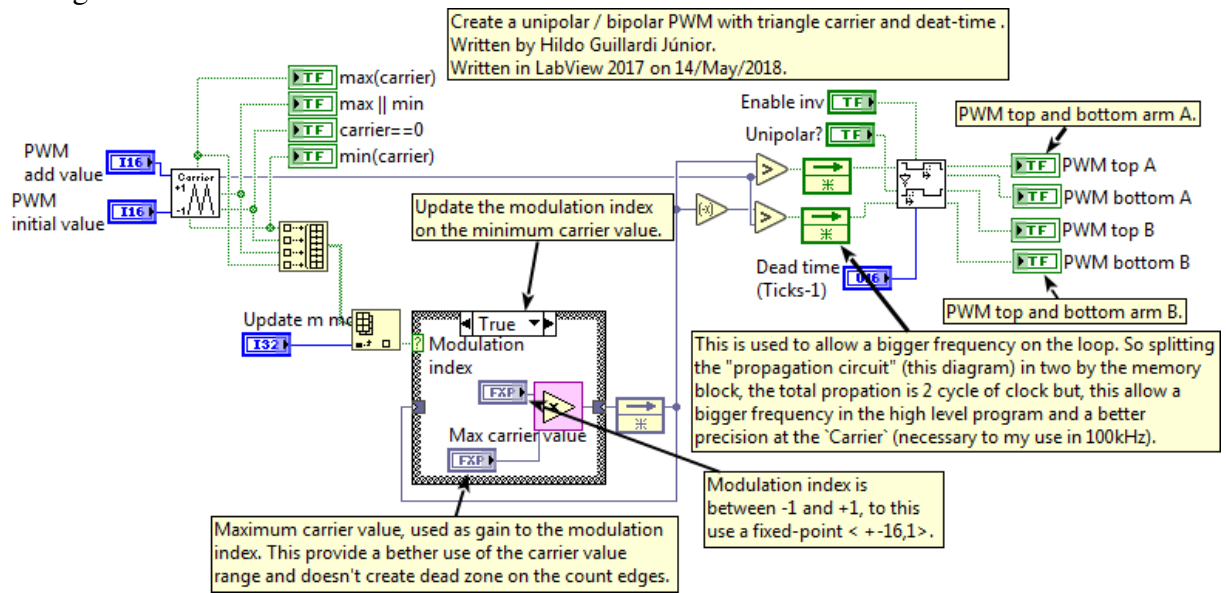 Create a unipolar / bipolar PWM with triangle carrier and deat-time .
Written by Hildo Guillardi Júnior.
Written in LabView 2017 on 14/May/2018.
TF max(carrier)
TF max || min
TF carrier==0
TF min(carrier)
PWM
add value
I16
PWM
initial value
I16
Carrier
+1
-1
Enable inv TF
Unipolar? TF
PWM top and bottom arm A.
TF PWM top A
TF PWM bottom A
TF PWM top B
TF PWM bottom B
PWM top and bottom arm B.
>
>
(-x)
Update the modulation index
on the minimum carrier value.
Dead time
(Ticks-1)
U16
Update m
I32
True
?
Modulation
index
FXP
x
Max carrier value
FXP
This is used to allow a bigger frequency on the loop. So splitting
the "propagation circuit" (this diagram) in two by the memory
block, the total propation is 2 cycle of clock but, this allow a
bigger frequency in the high level program and a better
precision at the `Carrier` (necessary to my use in 100kHz).
Modulation index is
between -1 and +1, to this
use a fixed-point < +-16,1>.
Maximum carrier value, used as gain to the modulation
index. This provide a bether use of the carrier value
range and doesn't create dead zone on the count edges.